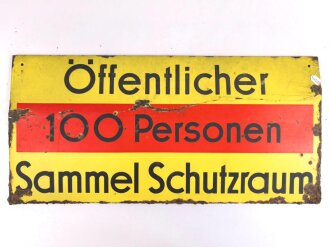 Öffentlicher
100 Personen
Sammel Schutzraum